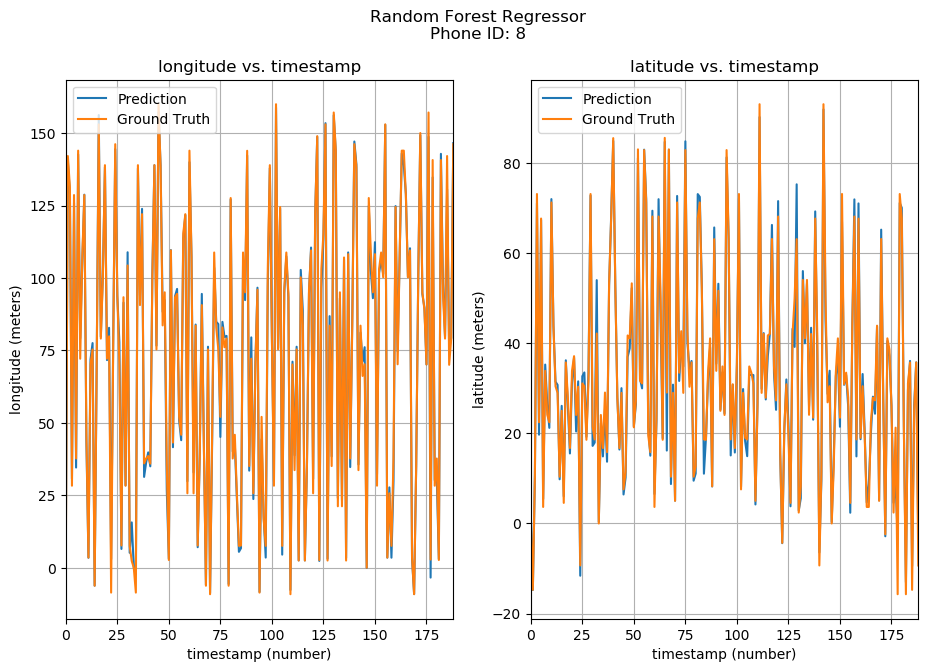 Random Forest Regressor
Phone ID: 8
longitude vs. timestamp
Prediction
Ground Truth
longitude (meters)
150
125
100
75
50
25
0
0 25 50 75 100 125 150 175
timestamp (number)
latitude vs. timestamp
Prediction
Ground Truth
latitude (meters)
80
60
40
20
0
−20
0 25 50 75 100 125 150 175
timestamp (number)